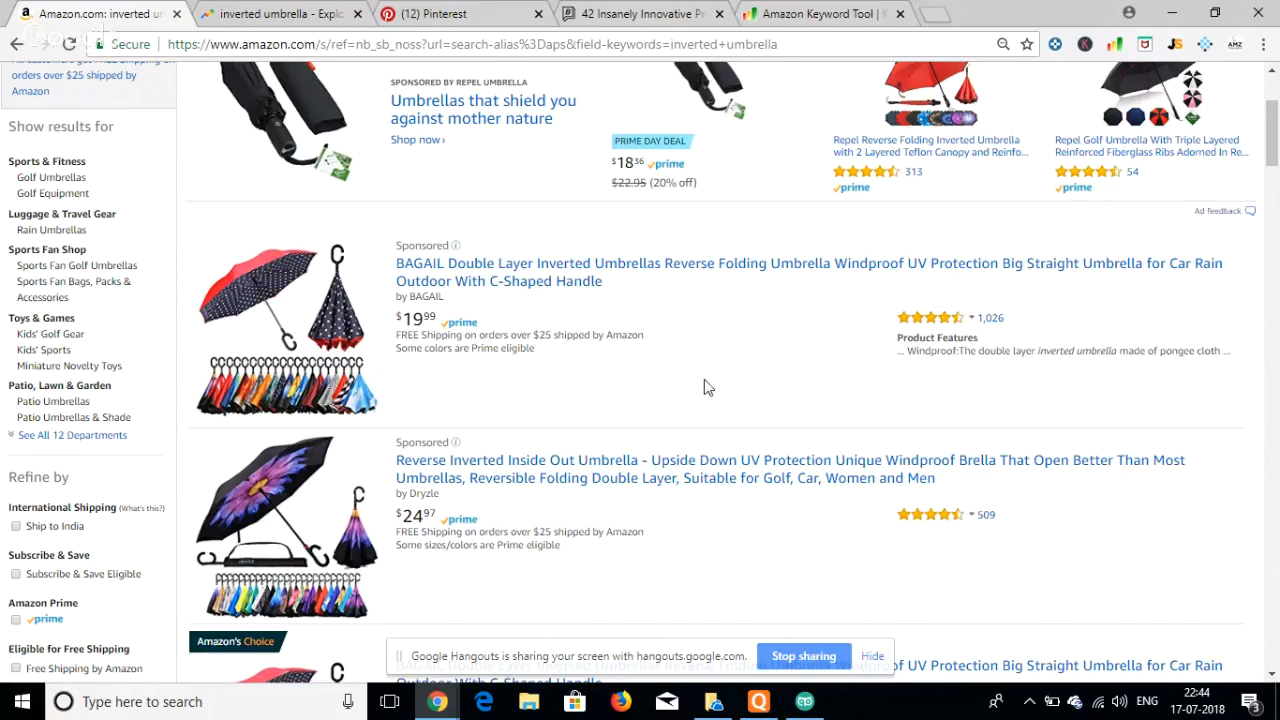 Amazon.com: inverted um
inverted umbrella - Explo
(12) Pinterest
42 Insanely Innovative Pr
Amazon Keyword Tool | K
Secure
https://www.amazon.com/s/ref=nb_sb_noss?url=search-alias%3Daps&field-keywords=inverted+umbrella
orders over $25 shipped by
Amazon
Show results for
Sports & Fitness
Golf Umbrellas
Golf Equipment
Luggage & Travel Gear
Rain Umbrellas
Sports Fan Shop
Sports Fan Golf Umbrellas
Sports Fan Bags, Packs &
Accessories
Toys & Games
Kids' Golf Gear
Kids' Sports
Miniature Novelty Toys
Patio, Lawn & Garden
Patio Umbrellas
Patio Umbrellas & Shade
See All 12 Departments
Refine by
International Shipping (What's this?)
Ship to India
Subscribe & Save
Subscribe & Save Eligible
Amazon Prime
prime
Eligible for Free Shipping
Free Shipping by Amazon
SPONSORED BY REPEL UMBRELLA
Umbrellas that shield you
against mother nature
Shop now ›
PRIME DAY DEAL
$18.36 prime
$22.95 (20% off)
Repel Reverse Folding Inverted Umbrella
with 2 Layered Teflon Canopy and Reinfo...
313
prime
Repel Golf Umbrella With Triple Layered
Reinforced Fiberglass Ribs Adorned In Re...
54
prime
Ad feedback
Sponsored
BAGAIL Double Layer Inverted Umbrellas Reverse Folding Umbrella Windproof UV Protection Big Straight Umbrella for Car Rain
Outdoor With C-Shaped Handle
by BAGAIL
$19.99 prime
FREE Shipping on orders over $25 shipped by Amazon
Some colors are Prime eligible
1,026
Product Features
... Windproof:The double layer inverted umbrella made of pongee cloth ...
Sponsored
Reverse Inverted Inside Out Umbrella - Upside Down UV Protection Unique Windproof Brella That Open Better Than Most
Umbrellas, Reversible Folding Double Layer, Suitable for Golf, Car, Women and Men
by Dryzle
$24.97 prime
FREE Shipping on orders over $25 shipped by Amazon
Some sizes/colors are Prime eligible
509
Amazon's Choice
BAGAIL Double Layer Inverted Umbrellas Reverse Folding Umbrella Windproof UV Protection Big Straight Umbrella for Car Rain
Google Hangouts is sharing your screen with hangouts.google.com.
Stop sharing
Hide
Type here to search
ENG
22:44
17-07-2018
3